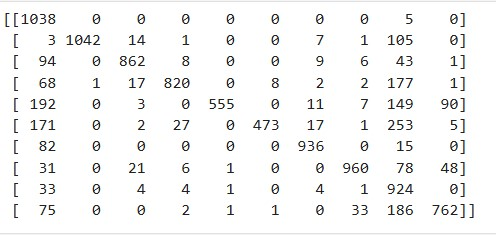 [[1038 0 0 0 0 0 0 0 5 0]
[ 3 1042 14 1 0 0 7 1 105 0]
[ 94 0 862 8 0 0 9 6 43 1]
[ 68 1 17 820 0 8 2 2 177 1]
[ 192 0 3 0 555 0 11 7 149 90]
[ 171 0 2 27 0 473 17 1 253 5]
[ 82 0 0 0 0 0 936 0 15 0]
[ 31 0 21 6 1 0 0 960 78 48]
[ 33 0 4 4 1 0 4 1 924 0]
[ 75 0 0 2 1 1 0 33 186 762]]